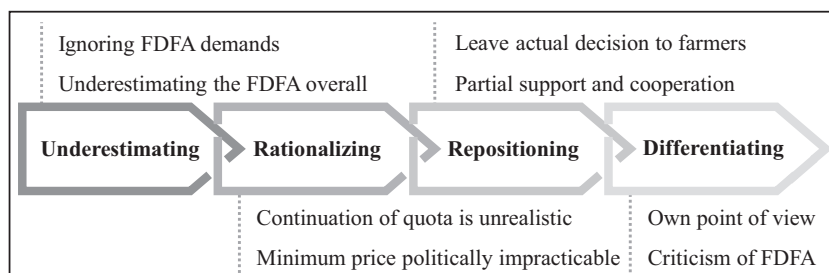 Ignoring FDFA demands
Underestimating the FDFA overall
Leave actual decision to farmers
Partial support and cooperation
Underestimating
Rationalizing
Repositioning
Differentiating
Continuation of quota is unrealistic
Minimum price politically impracticable
Own point of view
Criticism of FDFA